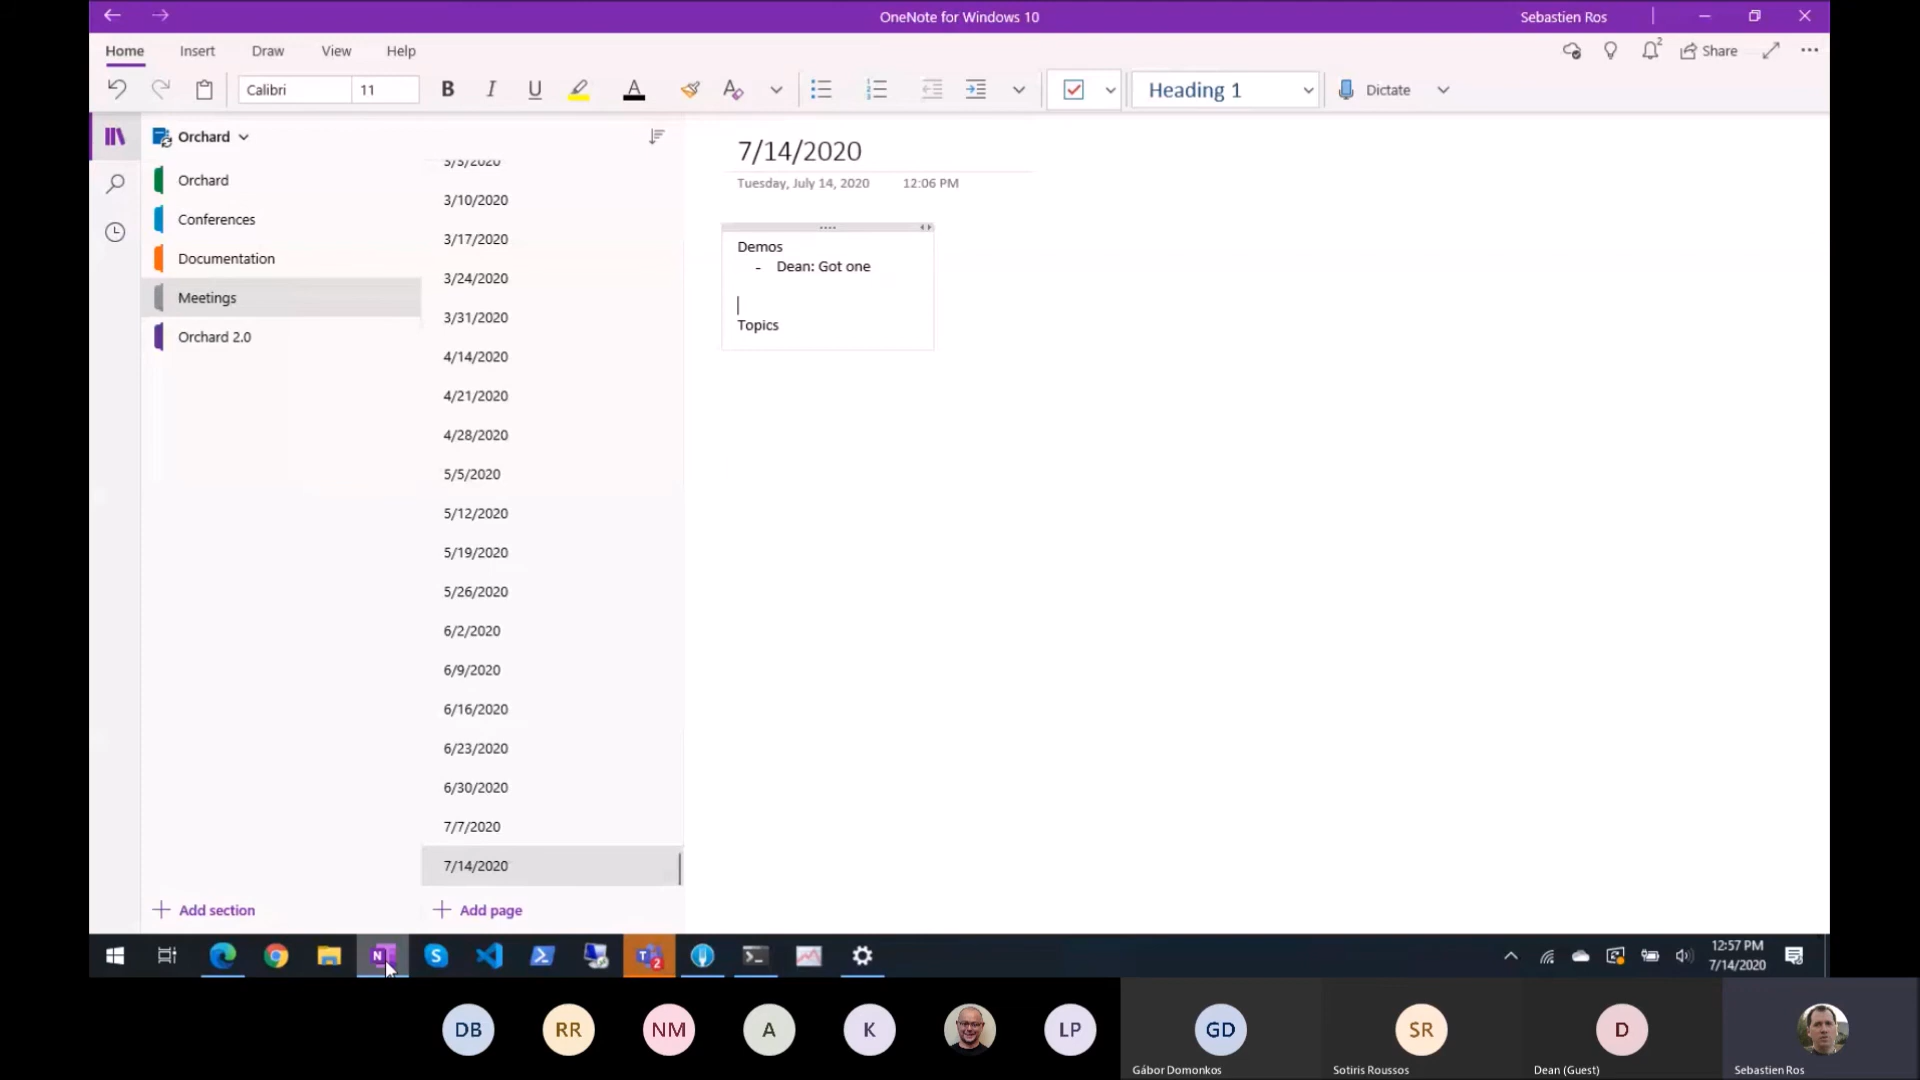 OneNote for Windows 10
Sebastien Ros
Home
Insert
Draw
View
Help
2
Share
Calibri
11
B
I
U
A
A
Heading 1
Dictate
Orchard
Orchard
Conferences
Documentation
Meetings
Orchard 2.0
3/3/2020
3/10/2020
3/17/2020
3/24/2020
3/31/2020
4/14/2020
4/21/2020
4/28/2020
5/5/2020
5/12/2020
5/19/2020
5/26/2020
6/2/2020
6/9/2020
6/16/2020
6/23/2020
6/30/2020
7/7/2020
7/14/2020
Add section
Add page
7/14/2020
Tuesday, July 14, 2020 12:06 PM
Demos
- Dean: Got one
Topics
N
S
T
2
12:57 PM
7/14/2020
DB
RR
NM
A
K
LP
GD
Gábor Domonkos
SR
Sotiris Roussos
D
Dean (Guest)
Sebastien Ros